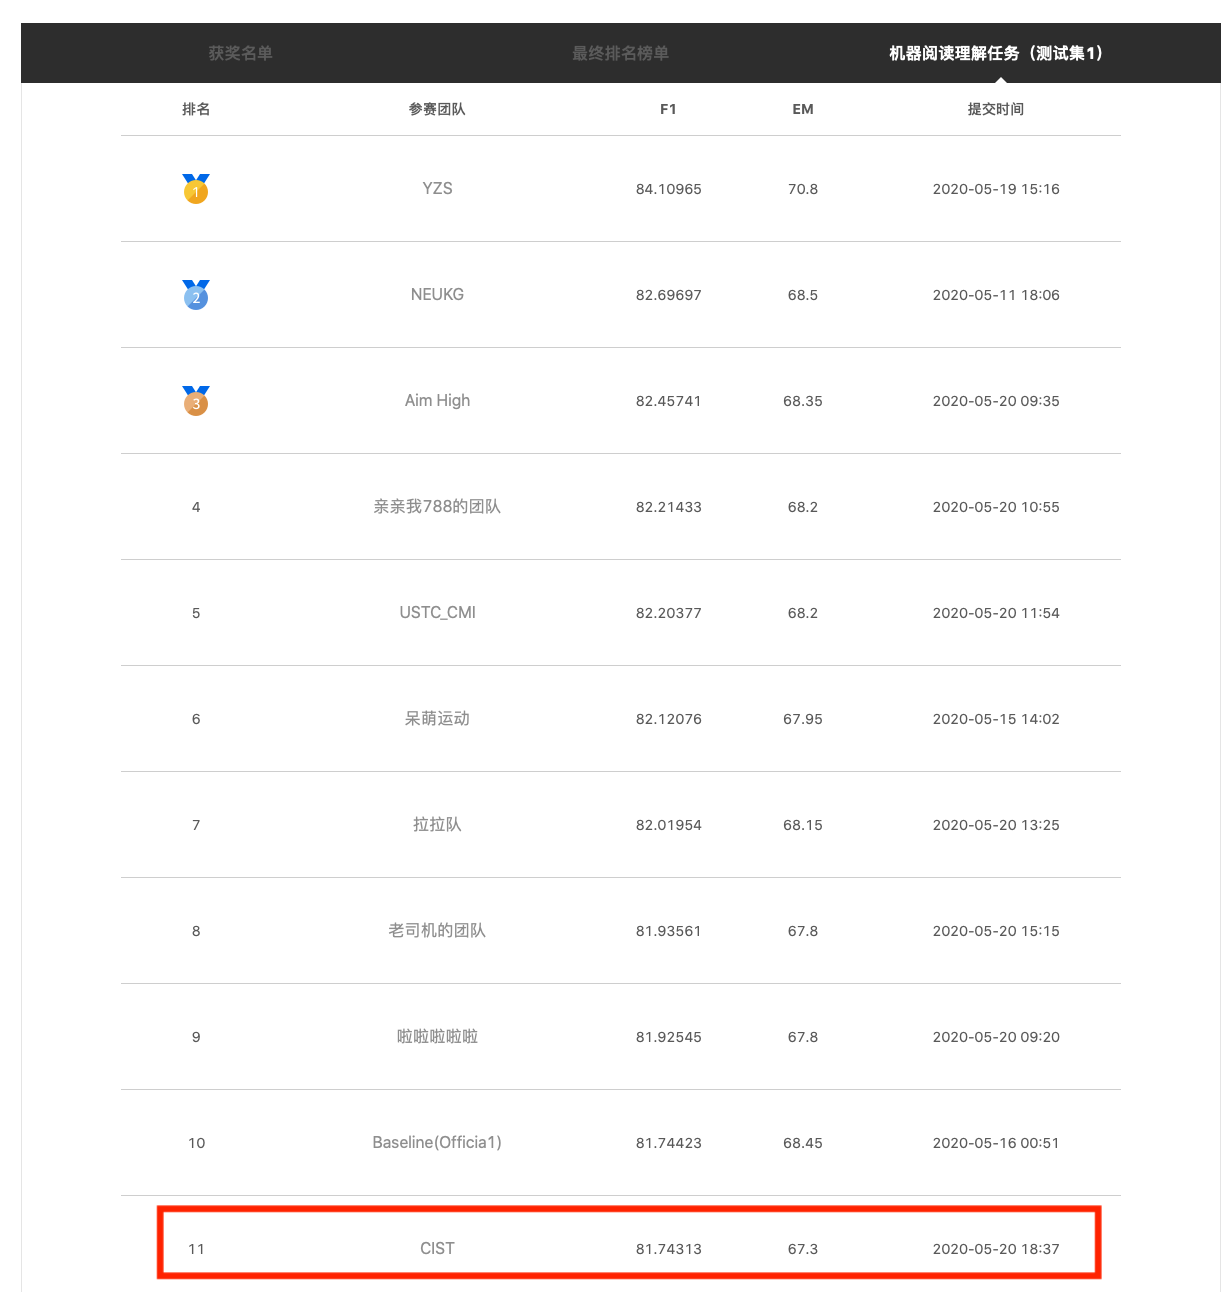 获奖名单 最终排名榜单 机器阅读理解任务（测试集1）
排名 参赛团队 F1 EM 提交时间
1 YZS 84.10965 70.8 2020-05-19 15:16
2 NEUKG 82.69697 68.5 2020-05-11 18:06
3 Aim High 82.45741 68.35 2020-05-20 09:35
4 亲亲我788的团队 82.21433 68.2 2020-05-20 10:55
5 USTC_CMI 82.20377 68.2 2020-05-20 11:54
6 呆萌运动 82.12076 67.95 2020-05-15 14:02
7 拉拉队 82.01954 68.15 2020-05-20 13:25
8 老司机的团队 81.93561 67.8 2020-05-20 15:15
9 啦啦啦啦啦 81.92545 67.8 2020-05-20 09:20
10 Baseline(Officia1) 81.74423 68.45 2020-05-16 00:51
11 CIST 81.74313 67.3 2020-05-20 18:37